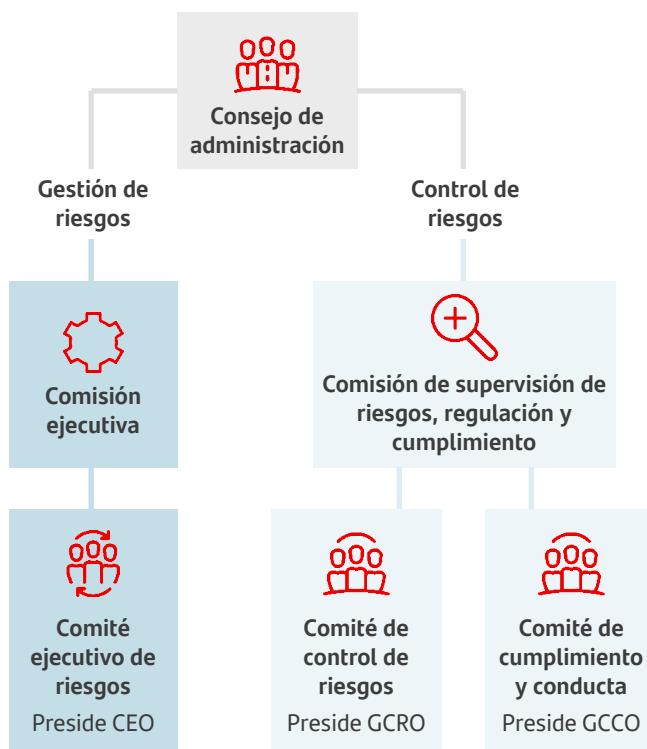 Consejo de
administración
Gestión de
riesgos
Control de
riesgos
Comisión
ejecutiva
Comisión de supervisión de
riesgos, regulación y
cumplimiento
Comité
ejecutivo de
riesgos
Preside CEO
Comité de
control de
riesgos
Preside GCRO
Comité de
cumplimiento
y conducta
Preside GCCO